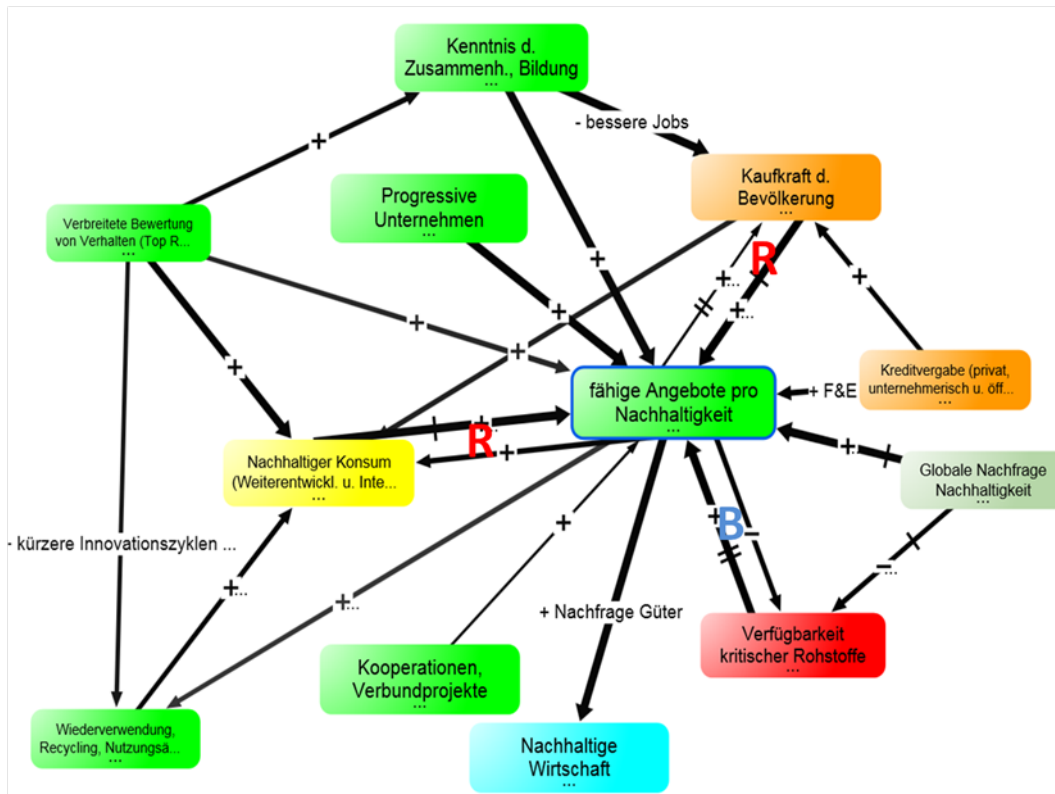 Kenntnis d.
Zusammenh., Bildung
...
- bessere Jobs
+
Kaufkraft d.
Bevölkerung
...
Progressive
Unternehmen
...
Verbreitete Bewertung
von Verhalten (Top R...
...
+
R
+...
+
+
+...
+
+
+
+
fähige Angebote pro
Nachhaltigkeit
...
+ F&E
Kreditvergabe (privat,
unternehmerisch u. öff...
...
+...
R
+
+...
Nachhaltiger Konsum
(Weiterentwickl. u. Inte...
...
Globale Nachfrage
Nachhaltigkeit
...
+
+
B
–
- kürzere Innovationszyklen ...
–...
+...
+...
+ Nachfrage Güter
Verfügbarkeit
kritischer Rohstoffe
...
Kooperationen,
Verbundprojekte
...
Wiederverwendung,
Recycling, Nutzungsä...
...
Nachhaltige
Wirtschaft
...